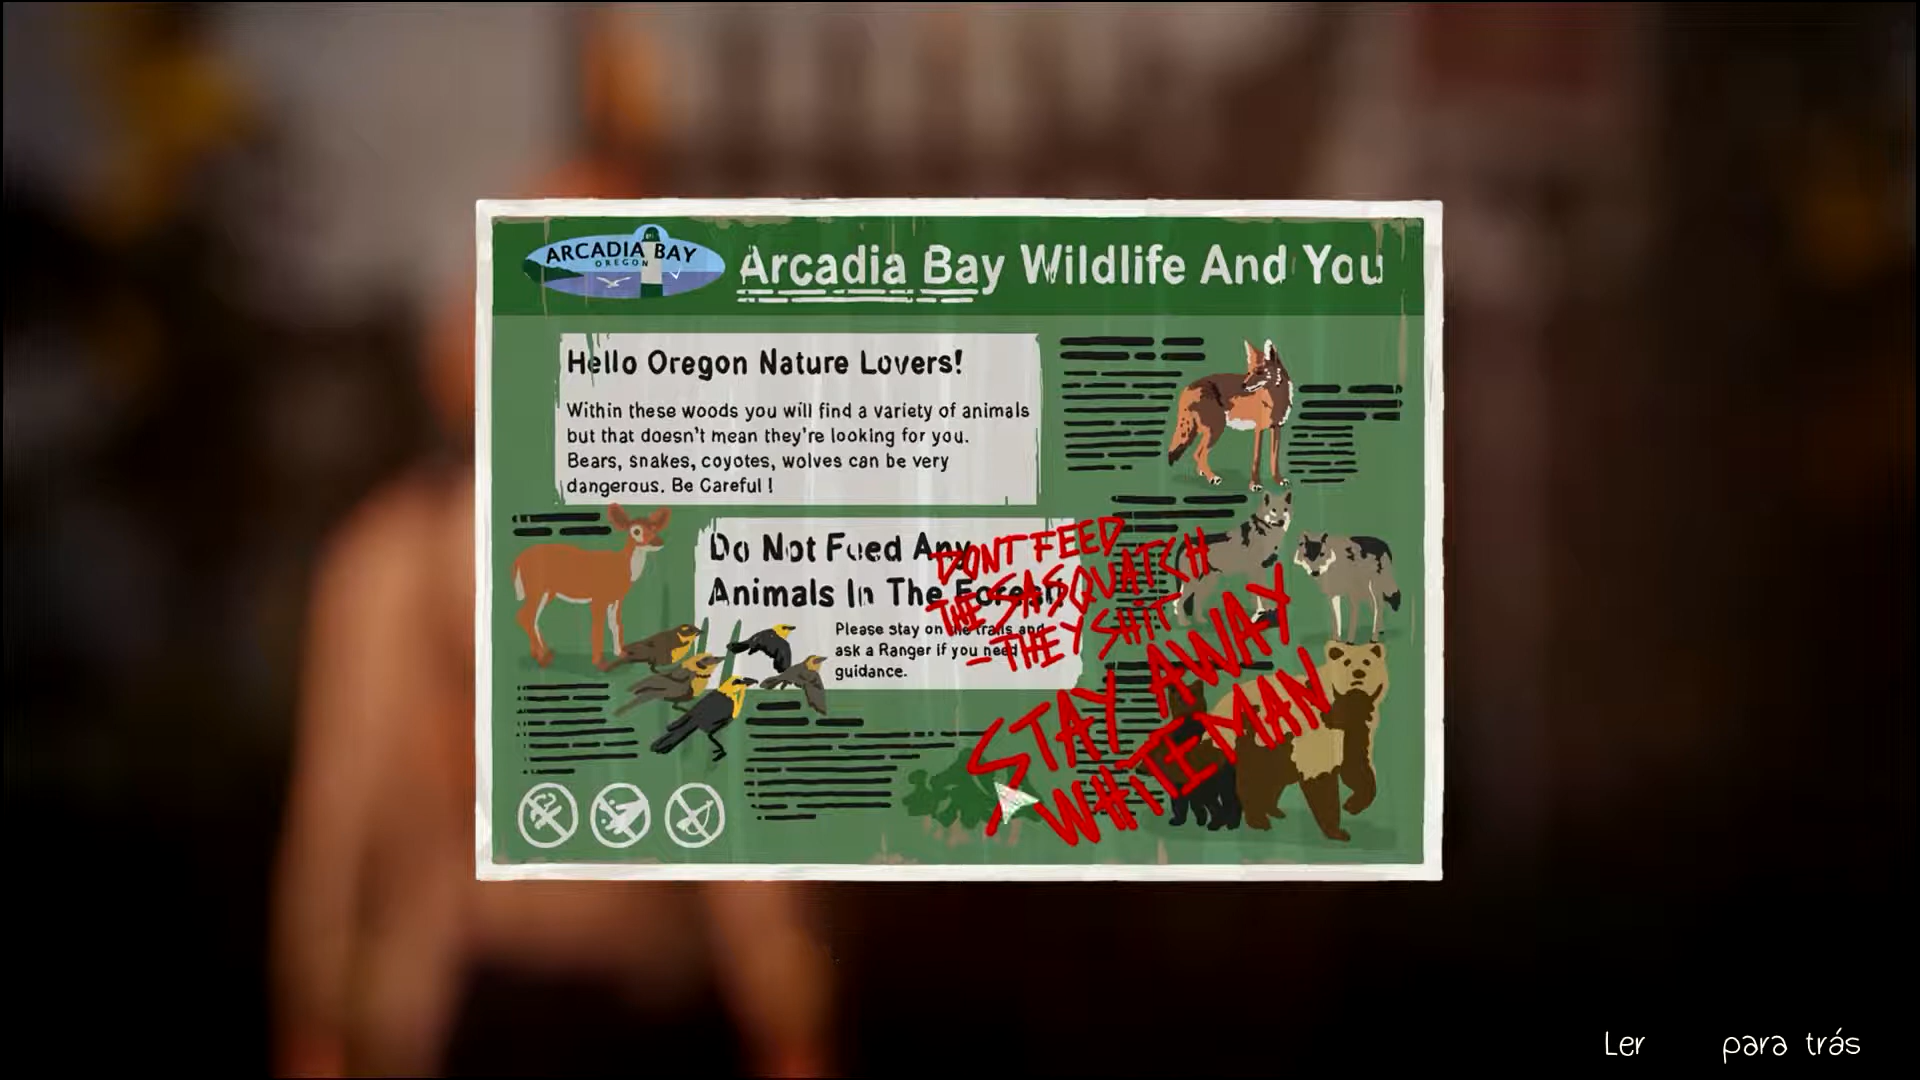 ARCADIA BAY
OREGON
Arcadia Bay Wildlife And You
Hello Oregon Nature Lovers!
Within these woods you will find a variety of animals
but that doesn't mean they're looking for you.
Bears, snakes, coyotes, wolves can be very
dangerous. Be Careful !
Do Not Feed Any
Animals In The Forest!
Please stay on the trails and
ask a Ranger if you need
guidance.
DONT FEED
THE SASQUATCH
- THEY SHIT
STAY AWAY
WHITEMAN
Ler
para trás